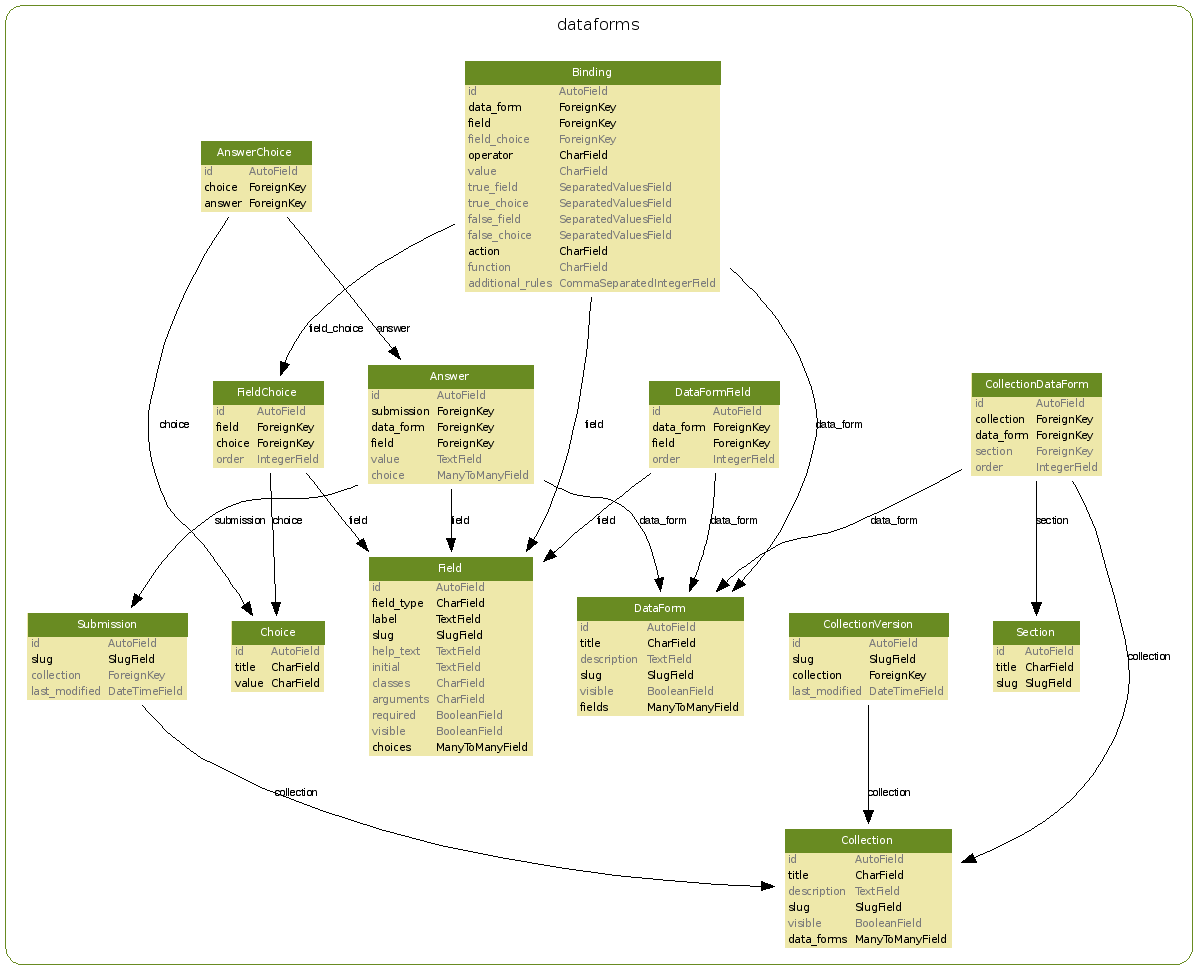 dataforms
Binding
id AutoField
data_form ForeignKey
field ForeignKey
field_choice ForeignKey
operator CharField
value CharField
true_field SeparatedValuesField
true_choice SeparatedValuesField
false_field SeparatedValuesField
false_choice SeparatedValuesField
action CharField
function CharField
additional_rules CommaSeparatedIntegerField
AnswerChoice
id AutoField
choice ForeignKey
answer ForeignKey
field_choice
answer
FieldChoice
id AutoField
field ForeignKey
choice ForeignKey
order IntegerField
Answer
id AutoField
submission ForeignKey
data_form ForeignKey
field ForeignKey
value TextField
choice ManyToManyField
DataFormField
id AutoField
data_form ForeignKey
field ForeignKey
order IntegerField
CollectionDataForm
id AutoField
collection ForeignKey
data_form ForeignKey
section ForeignKey
order IntegerField
choice
field
data_form
submission
choice
field
field
field
data_form
data_form
data_form
section
Submission
id AutoField
slug SlugField
collection ForeignKey
last_modified DateTimeField
Choice
id AutoField
title CharField
value CharField
Field
id AutoField
field_type CharField
label TextField
slug SlugField
help_text TextField
initial TextField
classes CharField
arguments CharField
required BooleanField
visible BooleanField
choices ManyToManyField
DataForm
id AutoField
title CharField
description TextField
slug SlugField
visible BooleanField
fields ManyToManyField
CollectionVersion
id AutoField
slug SlugField
collection ForeignKey
last_modified DateTimeField
Section
id AutoField
title CharField
slug SlugField
collection
collection
collection
Collection
id AutoField
title CharField
description TextField
slug SlugField
visible BooleanField
data_forms ManyToManyField